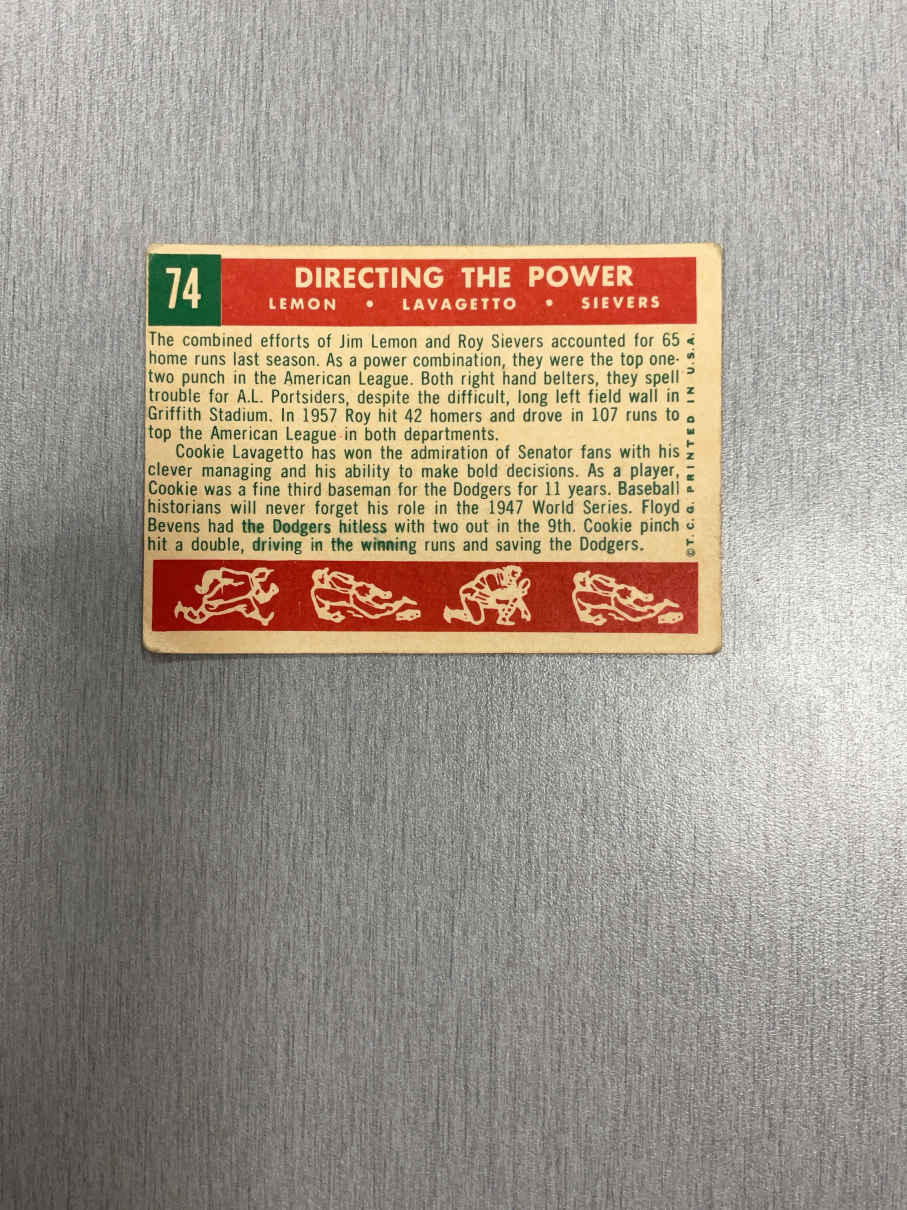 74
DIRECTING THE POWER
LEMON • LAVAGETTO • SIEVERS
The combined efforts of Jim Lemon and Roy Sievers accounted for 65
home runs last season. As a power combination, they were the top one-
two punch in the American League. Both right hand belters, they spell
trouble for A.L. Portsiders, despite the difficult, long left field wall in
Griffith Stadium. In 1957 Roy hit 42 homers and drove in 107 runs to
top the American League in both departments.
Cookie Lavagetto has won the admiration of Senator fans with his
clever managing and his ability to make bold decisions. As a player,
Cookie was a fine third baseman for the Dodgers for 11 years. Baseball
historians will never forget his role in the 1947 World Series. Floyd
Bevens had the Dodgers hitless with two out in the 9th. Cookie pinch
hit a double, driving in the winning runs and saving the Dodgers.
©T. C. G. PRINTED IN U.S.A.